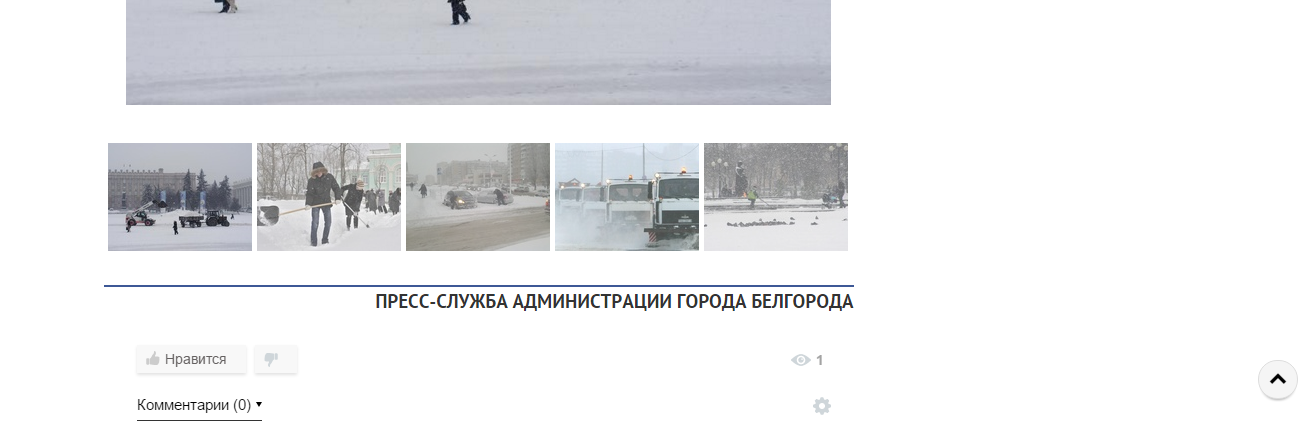 ПРЕСС-СЛУЖБА АДМИНИСТРАЦИИ ГОРОДА БЕЛГОРОДА
Нравится
1
Комментарии (0)